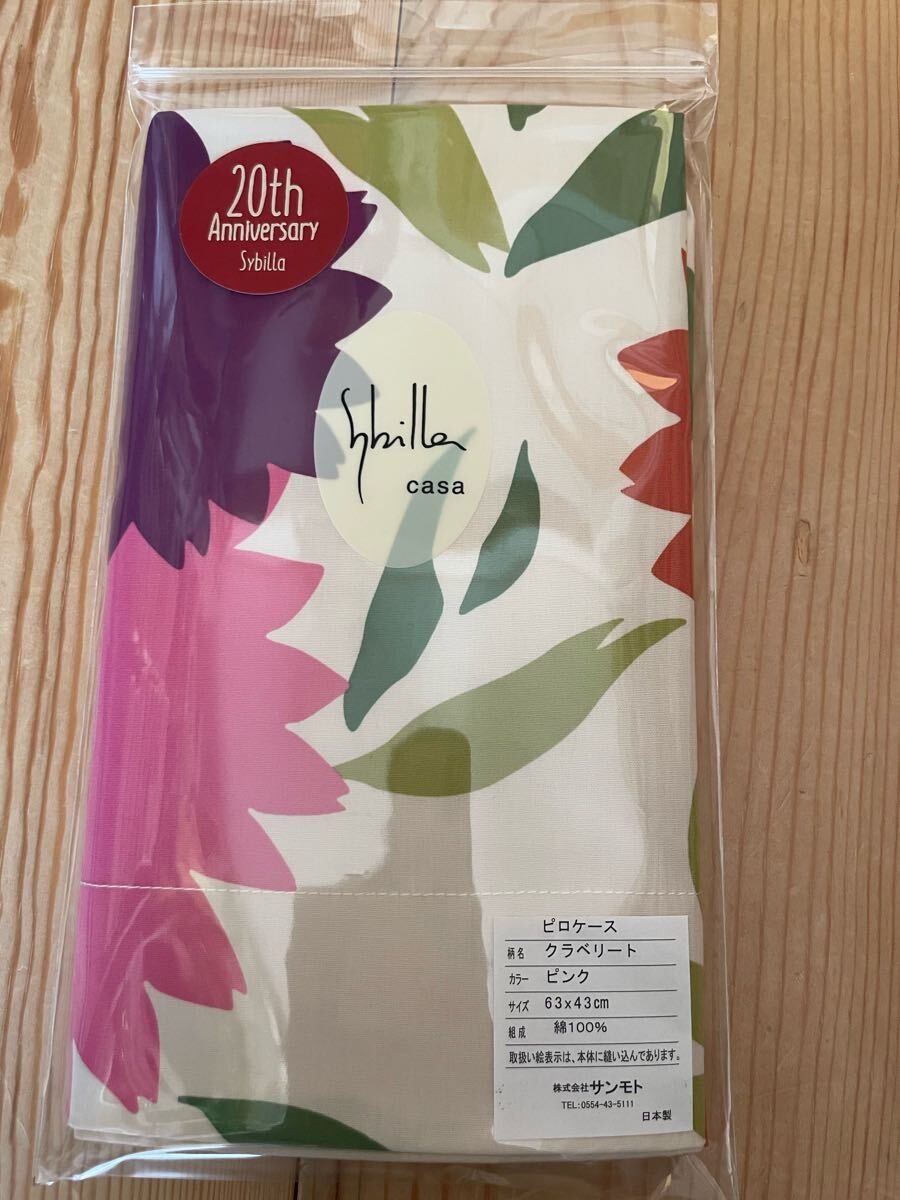 20th
Anniversary
Sybilla
Sybilla
casa
ピロケース
柄名 クラベリート
カラー ピンク
サイズ 63x43cm
組成 綿100%
取扱い絵表示は、本体に縫い込んであります。
株式会社サンモト
TEL:0554-43-5111
日本製